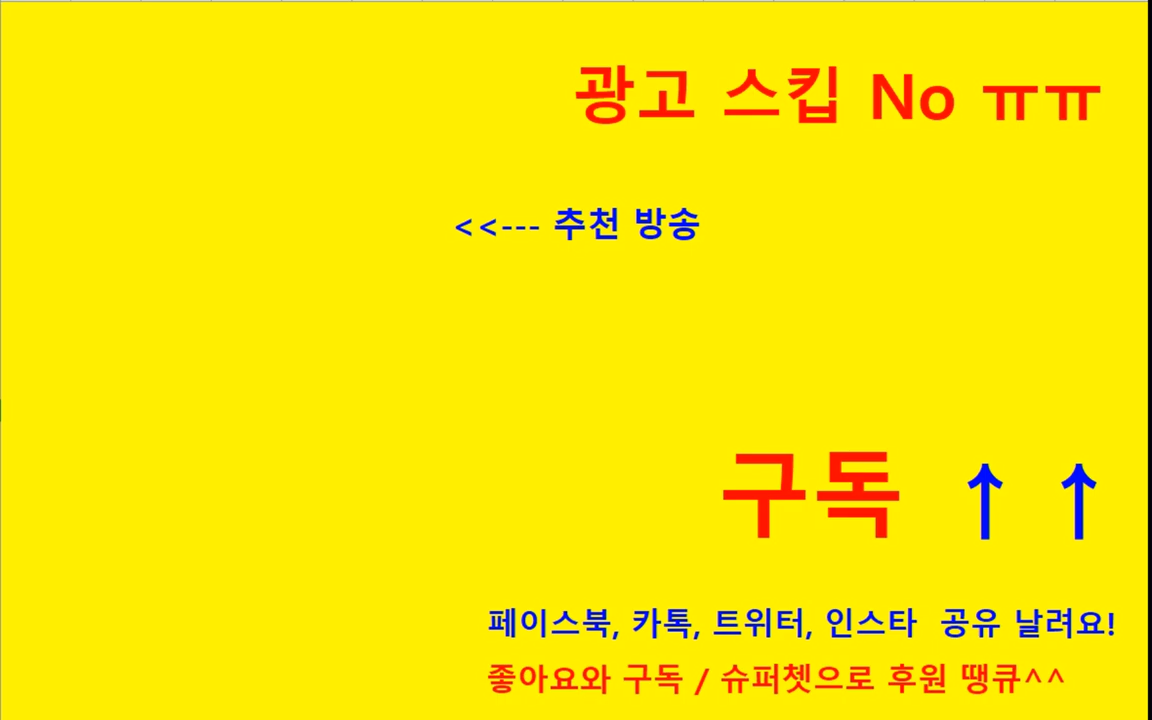 광고 스킵 No ㅠㅠ
<<--- 추천 방송
구독 ↑ ↑
페이스북, 카톡, 트위터, 인스타 공유 날려요!
좋아요와 구독 / 슈퍼쳇으로 후원 땡큐^^